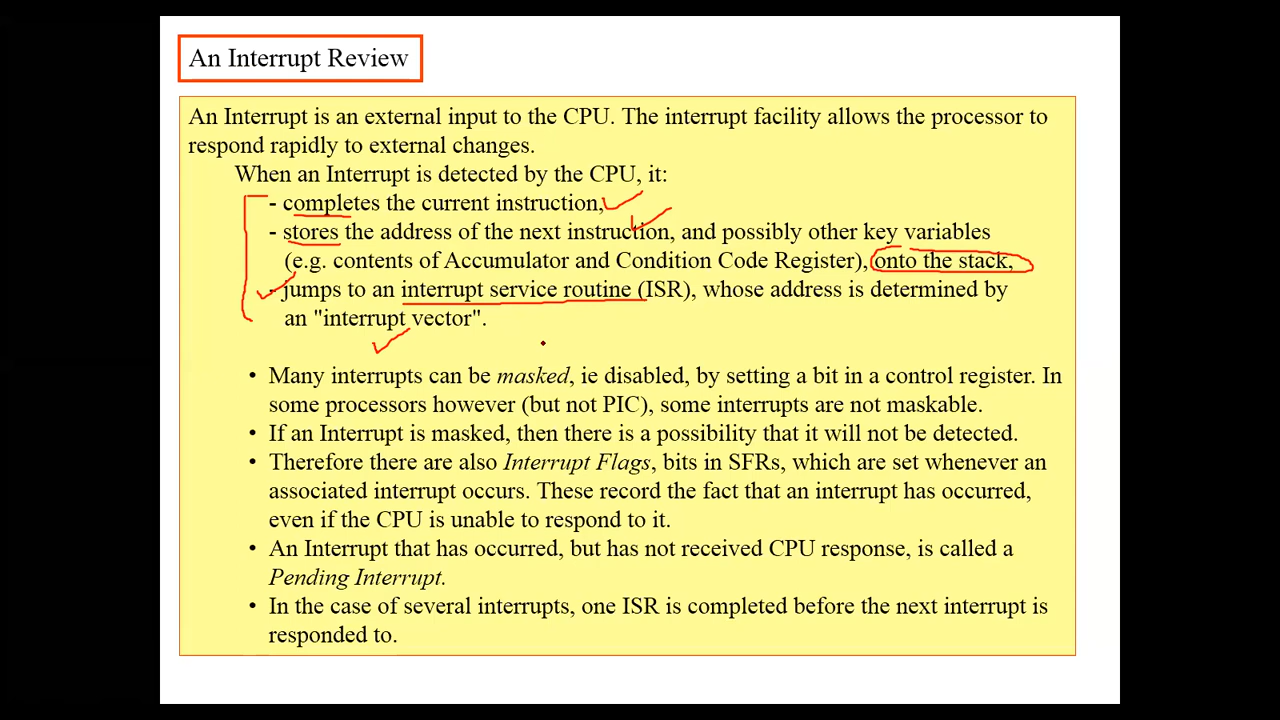 An Interrupt Review
An Interrupt is an external input to the CPU. The interrupt facility allows the processor to
respond rapidly to external changes.
When an Interrupt is detected by the CPU, it:
- completes the current instruction,
- stores the address of the next instruction, and possibly other key variables
(e.g. contents of Accumulator and Condition Code Register), onto the stack,
- jumps to an interrupt service routine (ISR), whose address is determined by
an "interrupt vector".
• Many interrupts can be masked, ie disabled, by setting a bit in a control register. In
some processors however (but not PIC), some interrupts are not maskable.
• If an Interrupt is masked, then there is a possibility that it will not be detected.
• Therefore there are also Interrupt Flags, bits in SFRs, which are set whenever an
associated interrupt occurs. These record the fact that an interrupt has occurred,
even if the CPU is unable to respond to it.
• An Interrupt that has occurred, but has not received CPU response, is called a
Pending Interrupt.
• In the case of several interrupts, one ISR is completed before the next interrupt is
responded to.